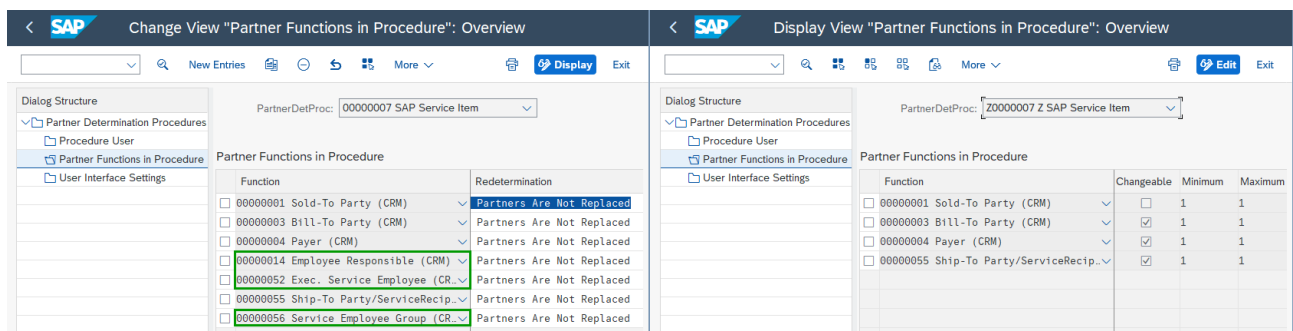 SAP Change View "Partner Functions in Procedure": Overview
New Entries More Display Exit
Dialog Structure
Partner Determination Procedures
Procedure User
Partner Functions in Procedure
User Interface Settings
PartnerDetProc: 00000007 SAP Service Item
Partner Functions in Procedure
Function Redetermination
00000001 Sold-To Party (CRM) Partners Are Not Replaced
00000003 Bill-To Party (CRM) Partners Are Not Replaced
00000004 Payer (CRM) Partners Are Not Replaced
00000014 Employee Responsible (CRM) Partners Are Not Replaced
00000052 Exec. Service Employee (CR… Partners Are Not Replaced
00000055 Ship-To Party/ServiceRecip… Partners Are Not Replaced
00000056 Service Employee Group (CR… Partners Are Not Replaced
SAP Display View "Partner Functions in Procedure": Overview
More Edit Exit
Dialog Structure
Partner Determination Procedures
Procedure User
Partner Functions in Procedure
User Interface Settings
PartnerDetProc: Z0000007 Z SAP Service Item
Partner Functions in Procedure
Function Changeable Minimum Maximum
00000001 Sold-To Party (CRM) 1 1
00000003 Bill-To Party (CRM) 1 1
00000004 Payer (CRM) 1 1
00000055 Ship-To Party/ServiceRecip… 1 1